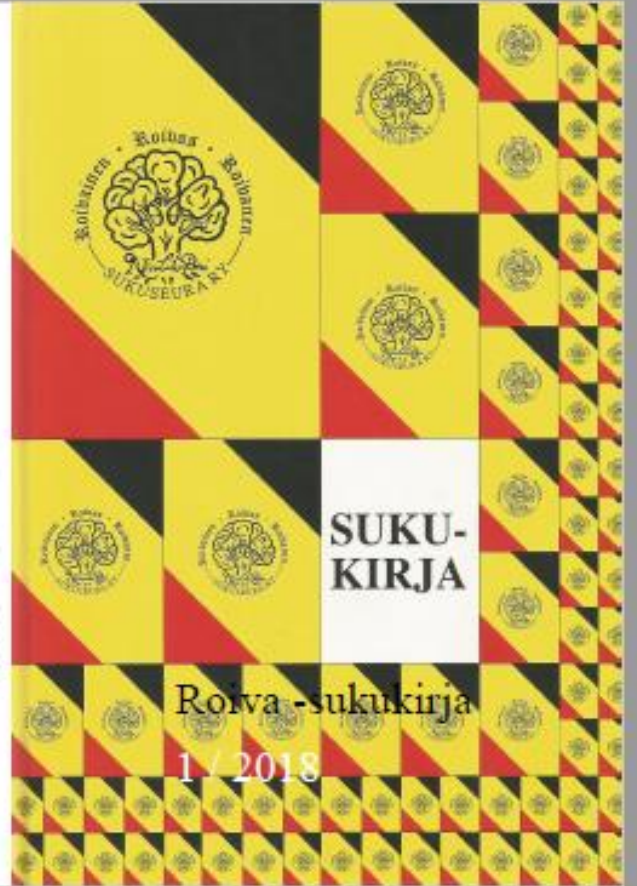 Roivainen · Roivas · Roivanen
SUKUSEURA RY
SUKU-
KIRJA
Roiva -sukukirja
1 / 2018